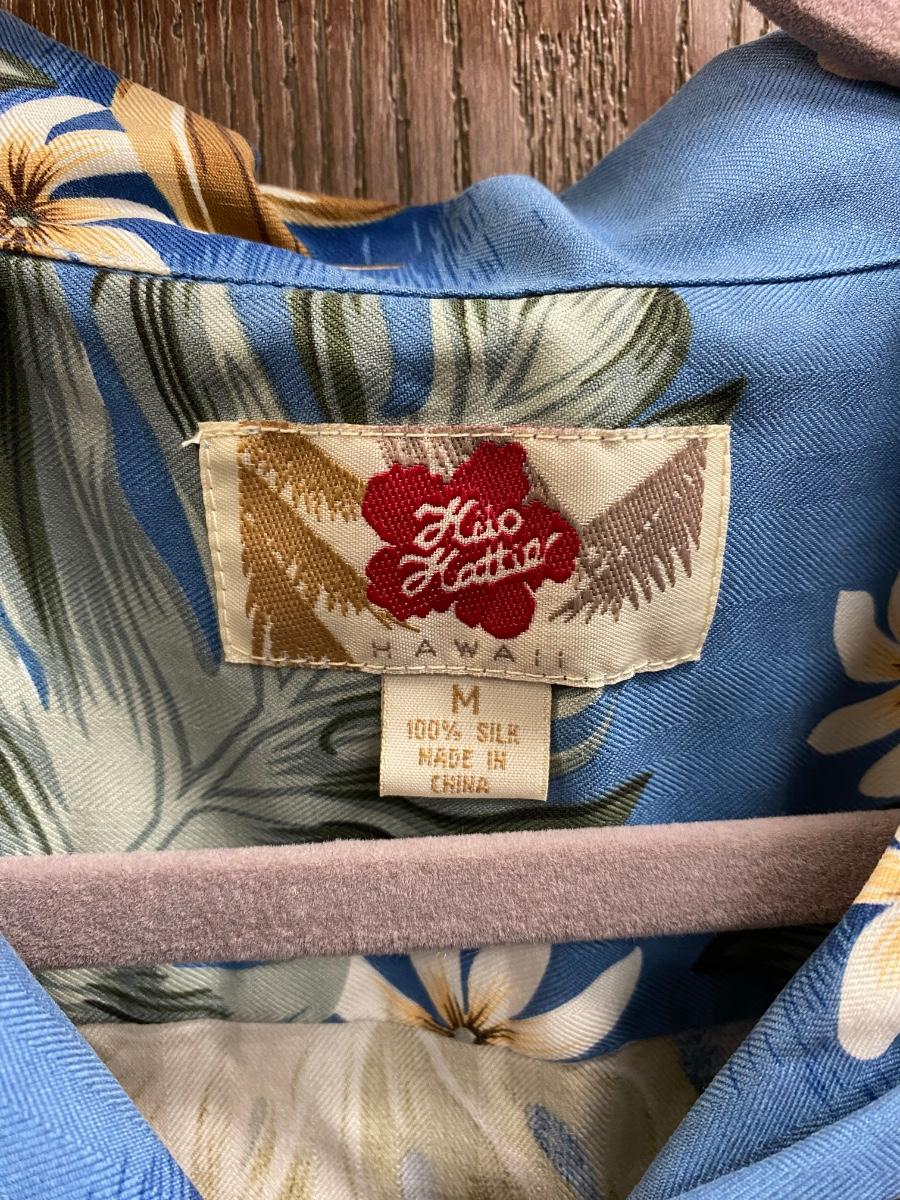 Hilo
Hattie
HAWAii
M
100% SILK
MADE IN
CHINA